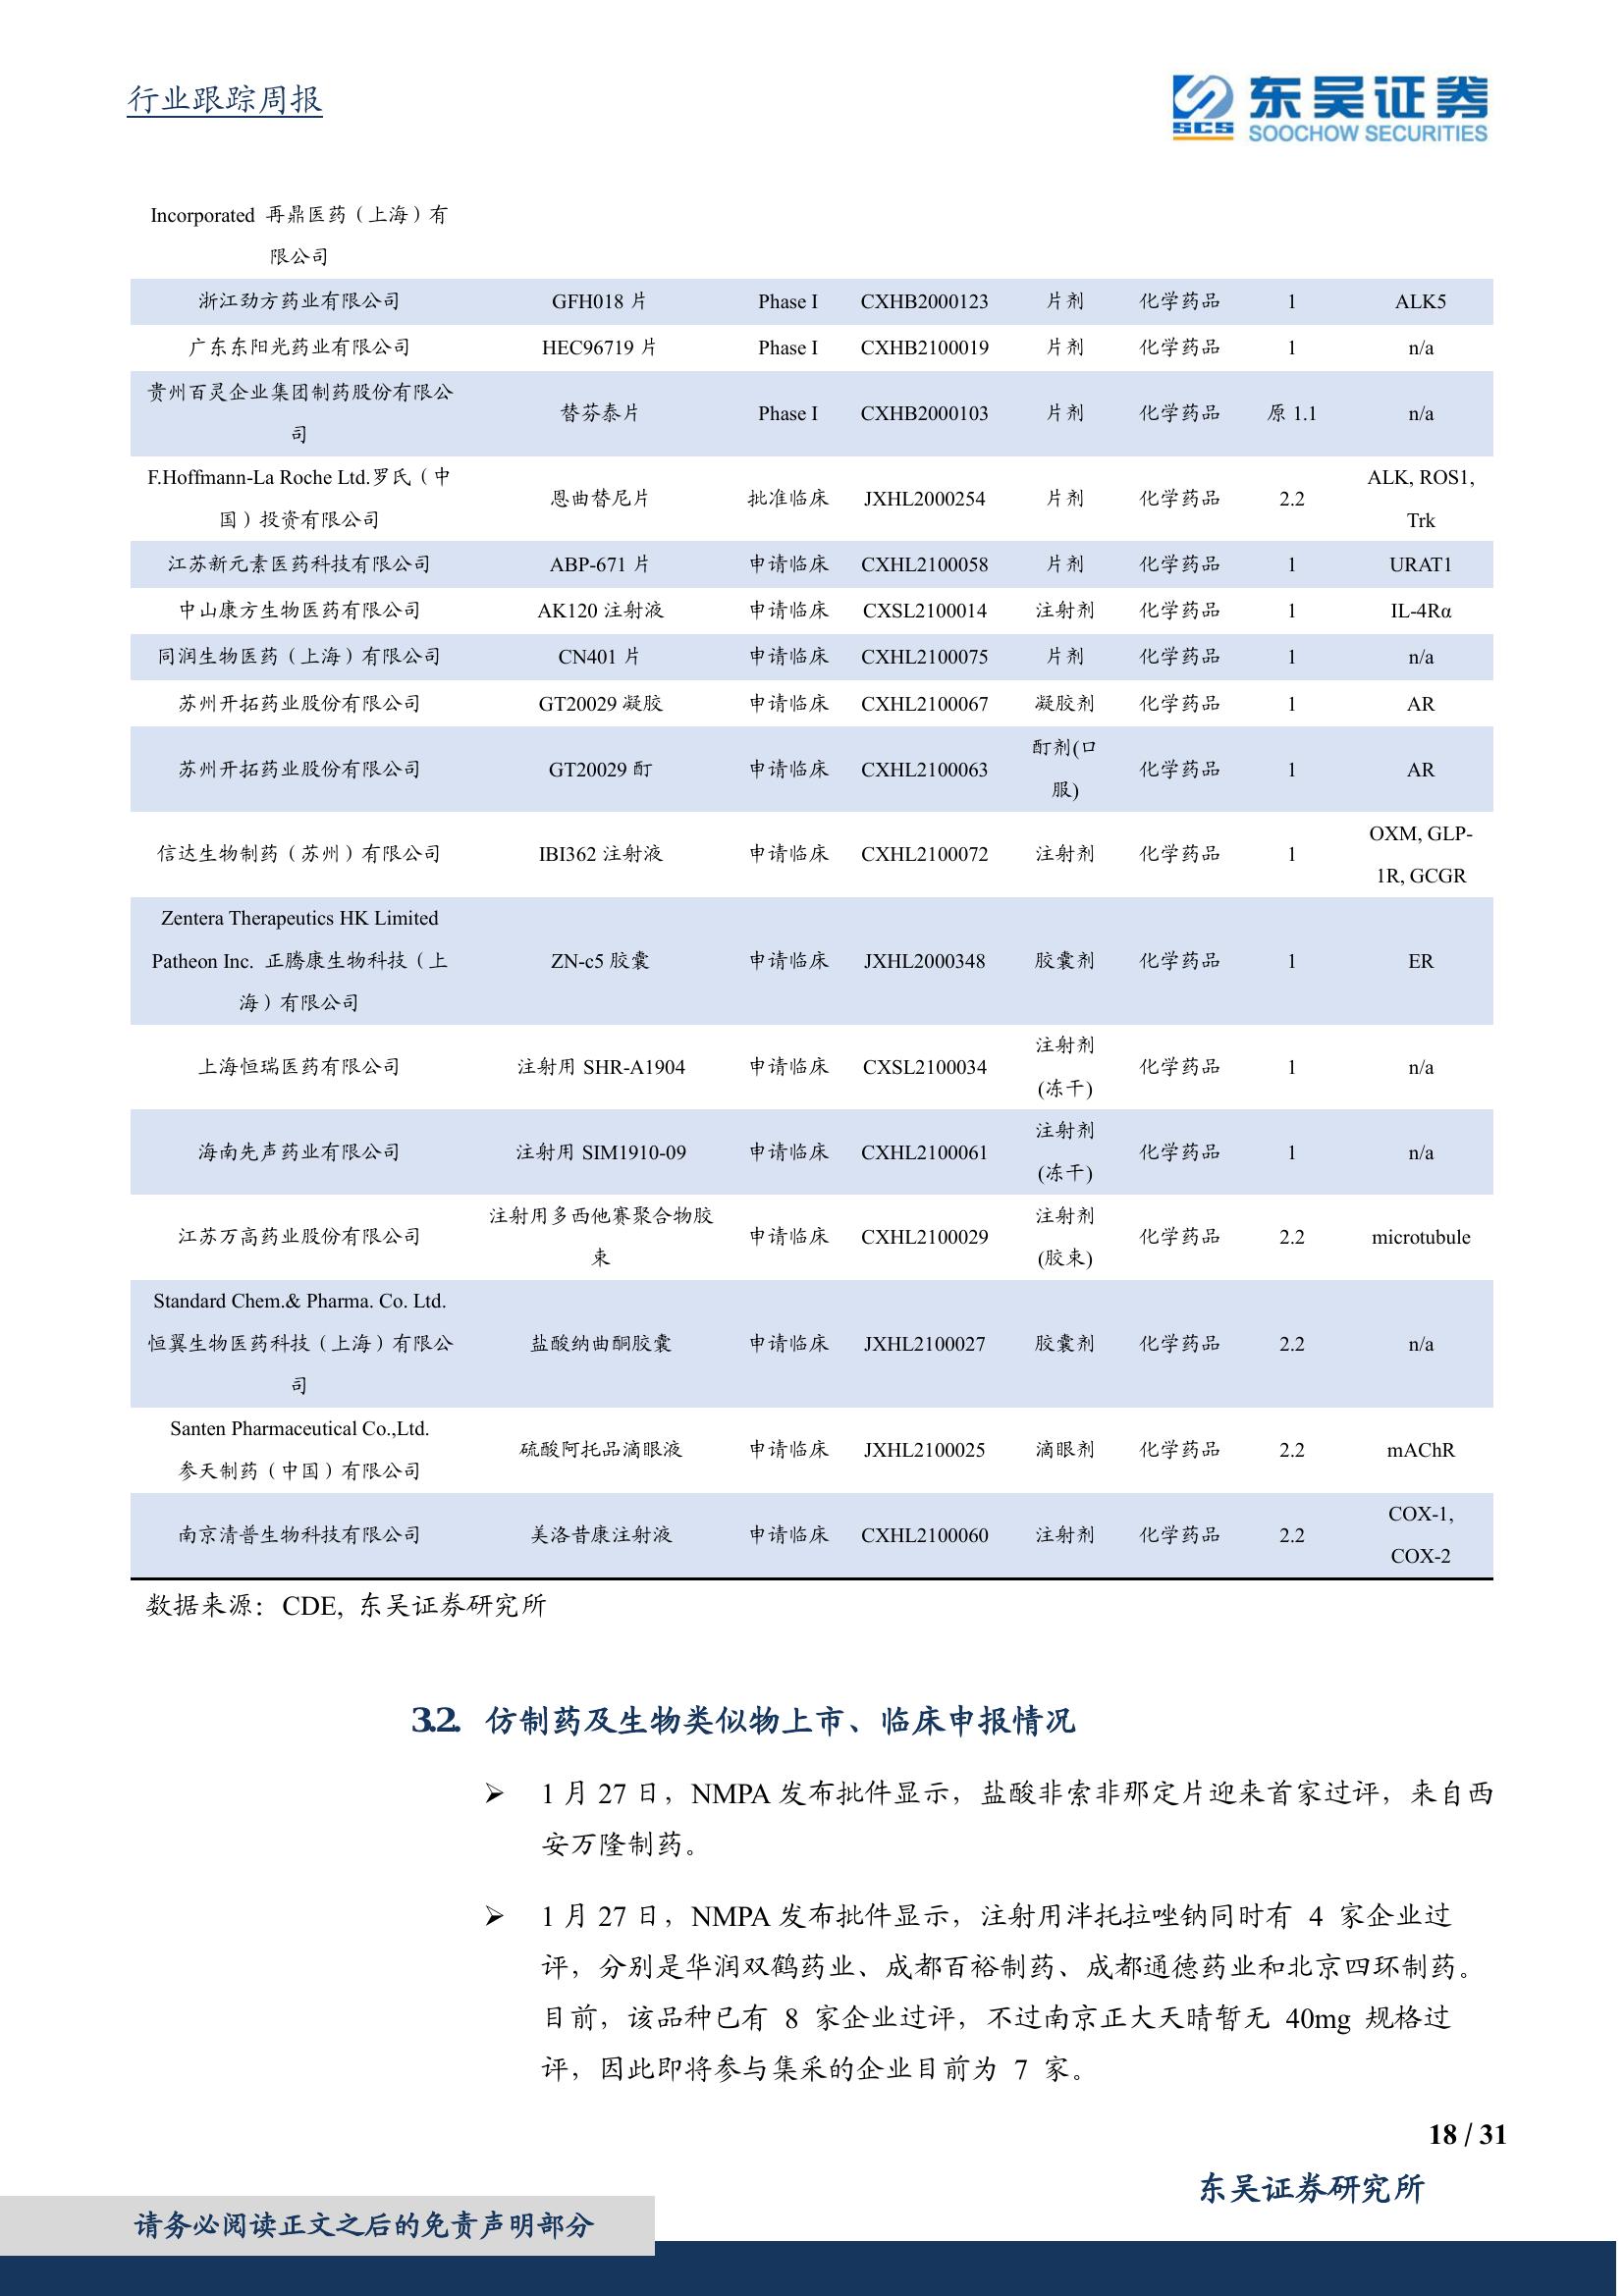 行业跟踪周报
SCS
东吴证券
SOOCHOW SECURITIES
Incorporated 再鼎医药（上海）有
限公司
浙江劲方药业有限公司 GFH018 片 Phase I CXHB2000123 片剂 化学药品 1 ALK5
广东东阳光药业有限公司 HEC96719 片 Phase I CXHB2100019 片剂 化学药品 1 n/a
贵州百灵企业集团制药股份有限公
司
替芬泰片 Phase I CXHB2000103 片剂 化学药品 原 1.1 n/a
F.Hoffmann-La Roche Ltd.罗氏（中
国）投资有限公司
恩曲替尼片 批准临床 JXHL2000254 片剂 化学药品 2.2
ALK, ROS1,
Trk
江苏新元素医药科技有限公司 ABP-671 片 申请临床 CXHL2100058 片剂 化学药品 1 URAT1
中山康方生物医药有限公司 AK120 注射液 申请临床 CXSL2100014 注射剂 化学药品 1 IL-4Rα
同润生物医药（上海）有限公司 CN401 片 申请临床 CXHL2100075 片剂 化学药品 1 n/a
苏州开拓药业股份有限公司 GT20029 凝胶 申请临床 CXHL2100067 凝胶剂 化学药品 1 AR
苏州开拓药业股份有限公司 GT20029 酊 申请临床 CXHL2100063
酊剂(口
服)
化学药品 1 AR
信达生物制药（苏州）有限公司 IBI362 注射液 申请临床 CXHL2100072 注射剂 化学药品 1
OXM, GLP-
1R, GCGR
Zentera Therapeutics HK Limited
Patheon Inc. 正腾康生物科技（上
海）有限公司
ZN-c5 胶囊 申请临床 JXHL2000348 胶囊剂 化学药品 1 ER
上海恒瑞医药有限公司 注射用 SHR-A1904 申请临床 CXSL2100034
注射剂
(冻干)
化学药品 1 n/a
海南先声药业有限公司 注射用 SIM1910-09 申请临床 CXHL2100061
注射剂
(冻干)
化学药品 1 n/a
江苏万高药业股份有限公司
注射用多西他赛聚合物胶
束
申请临床 CXHL2100029
注射剂
(胶束)
化学药品 2.2 microtubule
Standard Chem.& Pharma. Co. Ltd.
恒翼生物医药科技（上海）有限公
司
盐酸纳曲酮胶囊 申请临床 JXHL2100027 胶囊剂 化学药品 2.2 n/a
Santen Pharmaceutical Co.,Ltd.
参天制药（中国）有限公司
硫酸阿托品滴眼液 申请临床 JXHL2100025 滴眼剂 化学药品 2.2 mAChR
南京清普生物科技有限公司 美洛昔康注射液 申请临床 CXHL2100060 注射剂 化学药品 2.2
COX-1,
COX-2
数据来源：CDE, 东吴证券研究所
3.2. 仿制药及生物类似物上市、临床申报情况
➢ 1 月 27 日，NMPA 发布批件显示，盐酸非索非那定片迎来首家过评，来自西
安万隆制药。
➢ 1 月 27 日，NMPA 发布批件显示，注射用泮托拉唑钠同时有 4 家企业过
评，分别是华润双鹤药业、成都百裕制药、成都通德药业和北京四环制药。
目前，该品种已有 8 家企业过评，不过南京正大天晴暂无 40mg 规格过
评，因此即将参与集采的企业目前为 7 家。
18 / 31
东吴证券研究所
请务必阅读正文之后的免责声明部分